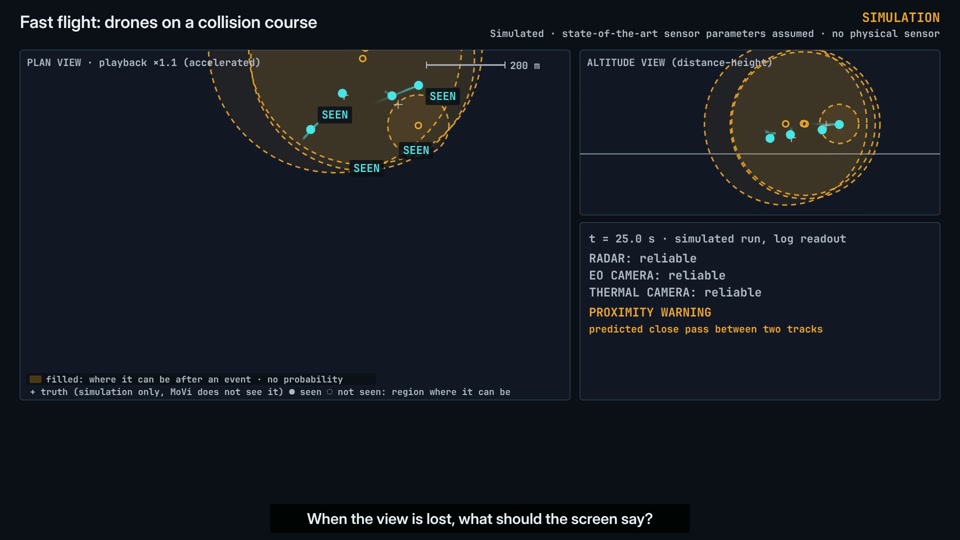 Fast flight: drones on a collision course
SIMULATION
Simulated · state-of-the-art sensor parameters assumed · no physical sensor
PLAN VIEW · playback ×1.1 (accelerated)
200 m
SEEN
SEEN
SEEN
SEEN
filled: where it can be after an event · no probability
+ truth (simulation only, MoVi does not see it) ● seen ◌ not seen: region where it can be
ALTITUDE VIEW (distance-height)
t = 25.0 s · simulated run, log readout
RADAR: reliable
EO CAMERA: reliable
THERMAL CAMERA: reliable
PROXIMITY WARNING
predicted close pass between two tracks
When the view is lost, what should the screen say?